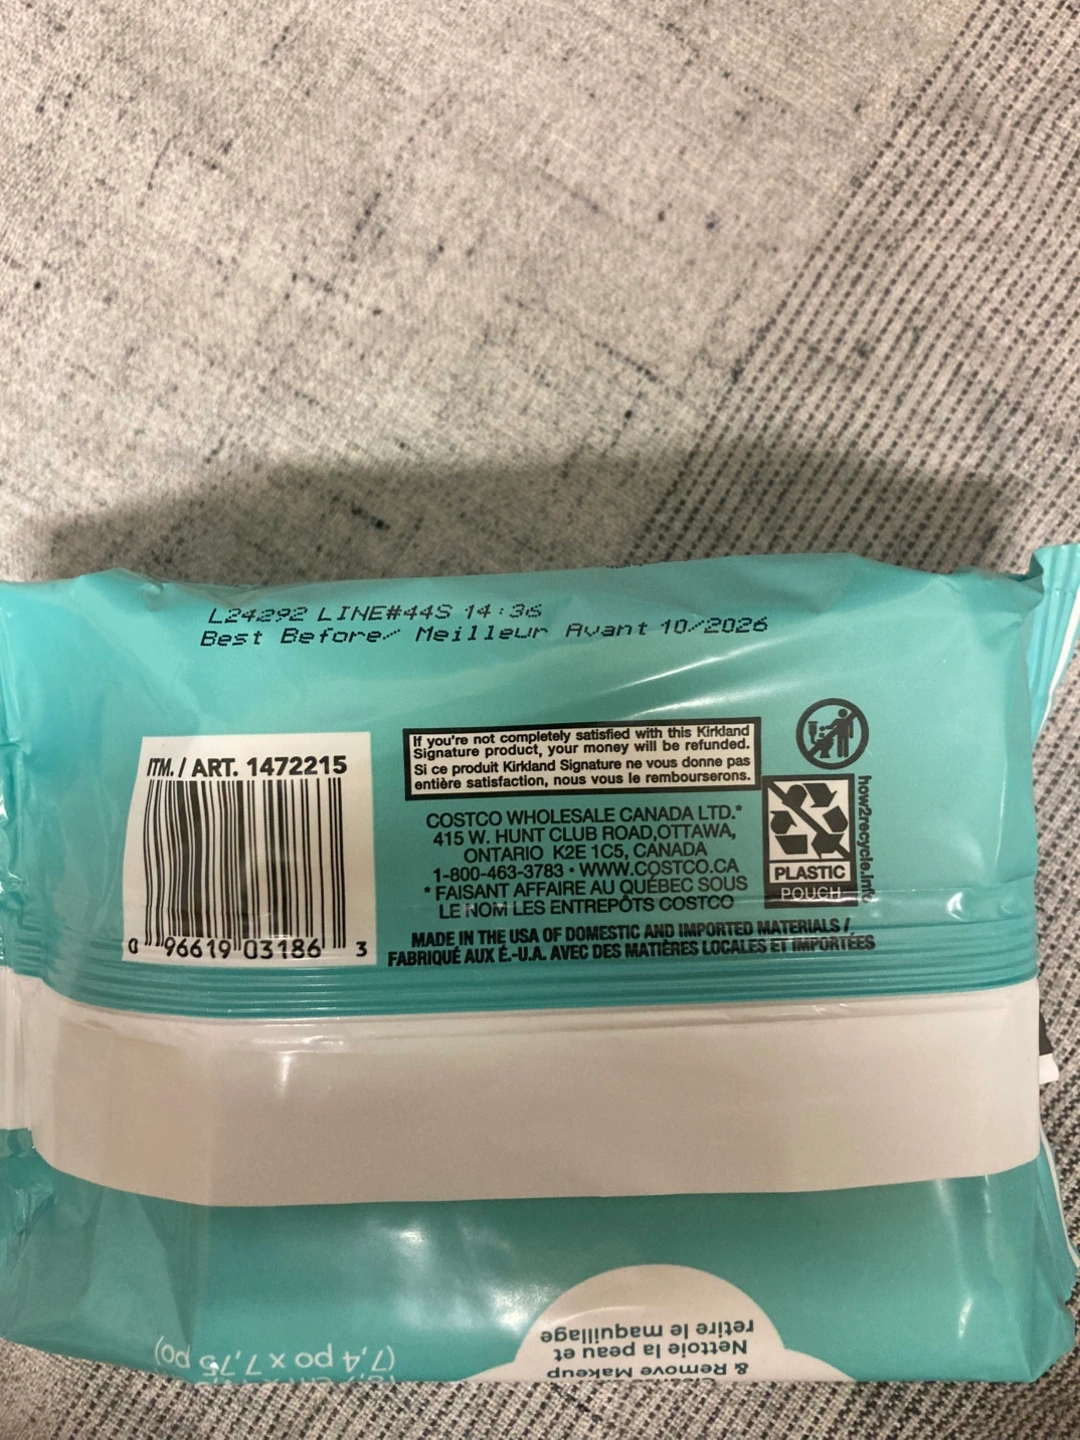 L24292 LINE#44S 14:36
Best Before/ Meilleur Avant 10/2026
ITM. / ART. 1472215
0 96619 03186 3
If you're not completely satisfied with this Kirkland
Signature product, your money will be refunded.
Si ce produit Kirkland Signature ne vous donne pas
entière satisfaction, nous vous le rembourserons.
COSTCO WHOLESALE CANADA LTD.*
415 W. HUNT CLUB ROAD,OTTAWA,
ONTARIO K2E 1C5, CANADA
1-800-463-3783 • WWW.COSTCO.CA
* FAISANT AFFAIRE AU QUÉBEC SOUS
LE NOM LES ENTREPÔTS COSTCO
MADE IN THE USA OF DOMESTIC AND IMPORTED MATERIALS /
FABRIQUÉ AUX É.-U.A. AVEC DES MATIÈRES LOCALES ET IMPORTÉES
PLASTIC
POUCH
how2recycle.info
& Remove Makeup
Nettoie la peau et
retire le maquillage
(7,4 po x 7,75 po)